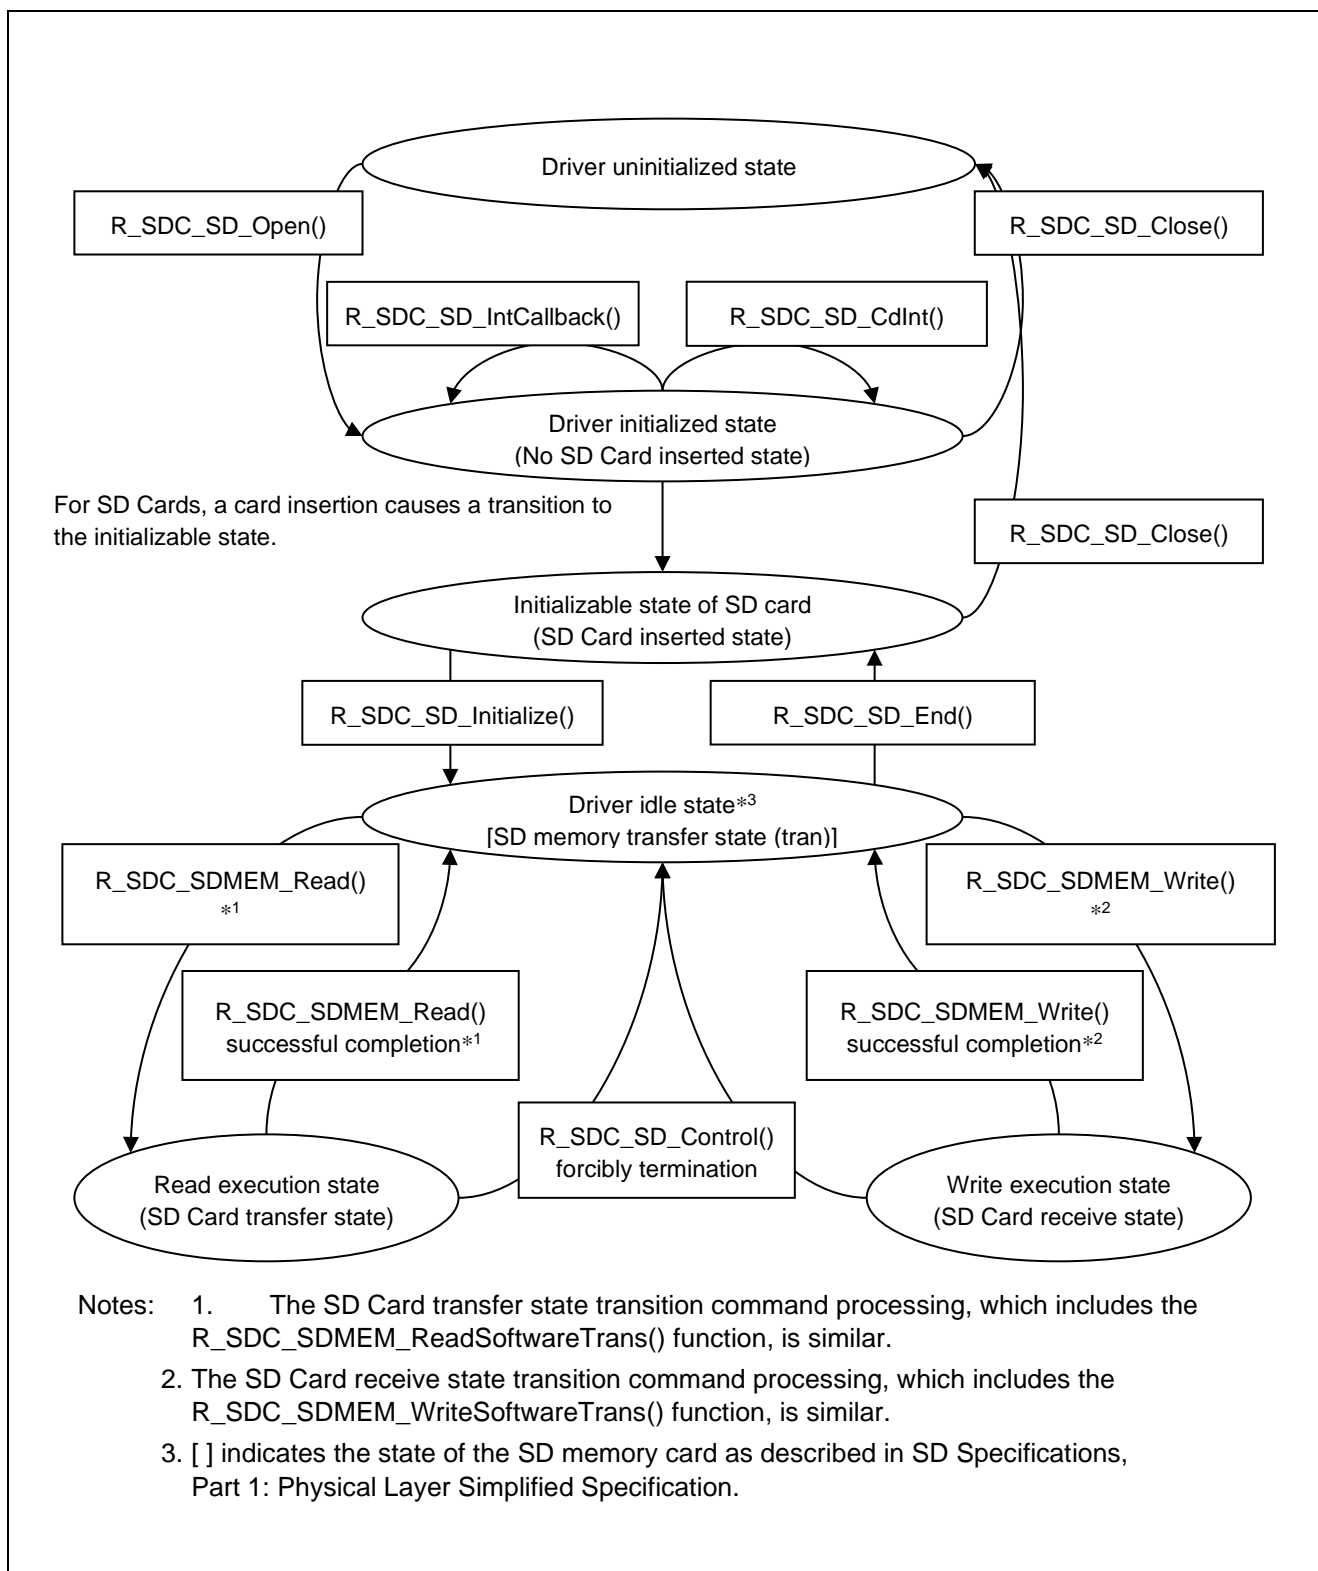 Driver uninitialized state
R_SDC_SD_Open()
R_SDC_SD_Close()
R_SDC_SD_IntCallback()
R_SDC_SD_CdInt()
Driver initialized state
(No SD Card inserted state)
For SD Cards, a card insertion causes a transition to
the initializable state.
R_SDC_SD_Close()
Initializable state of SD card
(SD Card inserted state)
R_SDC_SD_Initialize()
R_SDC_SD_End()
Driver idle state*3
[SD memory transfer state (tran)]
R_SDC_SDMEM_Read()
*1
R_SDC_SDMEM_Write()
*2
R_SDC_SDMEM_Read()
successful completion*1
R_SDC_SDMEM_Write()
successful completion*2
R_SDC_SD_Control()
forcibly termination
Read execution state
(SD Card transfer state)
Write execution state
(SD Card receive state)
Notes: 1. The SD Card transfer state transition command processing, which includes the
R_SDC_SDMEM_ReadSoftwareTrans() function, is similar.
2. The SD Card receive state transition command processing, which includes the
R_SDC_SDMEM_WriteSoftwareTrans() function, is similar.
3. [ ] indicates the state of the SD memory card as described in SD Specifications,
Part 1: Physical Layer Simplified Specification.